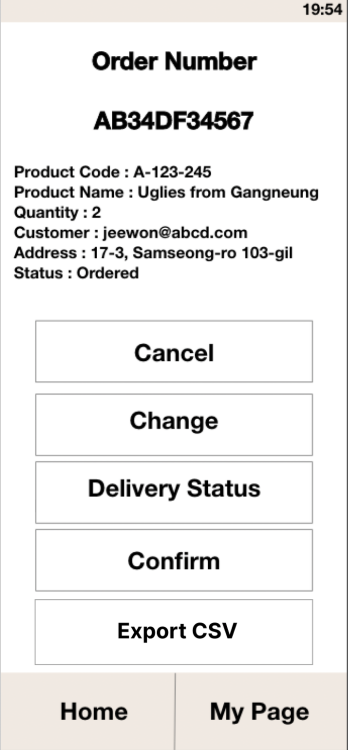 19:54
Order Number
AB34DF34567
Product Code : A-123-245
Product Name : Uglies from Gangneung
Quantity : 2
Customer : jeewon@abcd.com
Address : 17-3, Samseong-ro 103-gil
Status : Ordered
Cancel
Change
Delivery Status
Confirm
Export CSV
Home
My Page